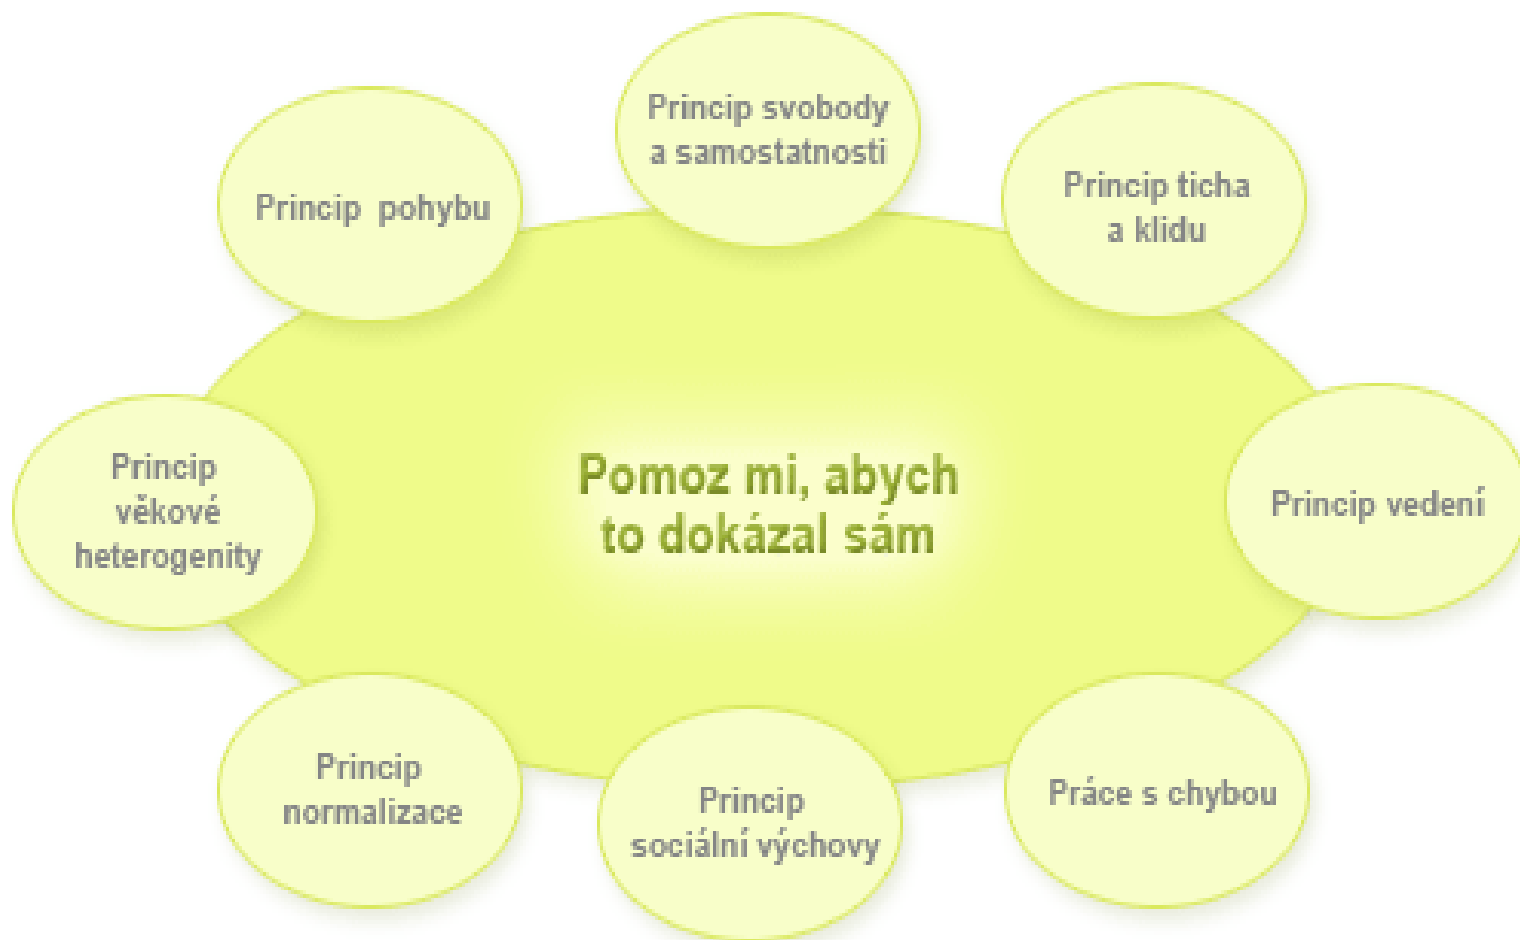 Princip svobody
a samostatnosti
Princip pohybu
Princip ticha
a klidu
Princip
věkové
heterogenity
Pomoz mi, abych
to dokázal sám
Princip vedení
Princip
normalizace
Princip
sociální výchovy
Práce s chybou